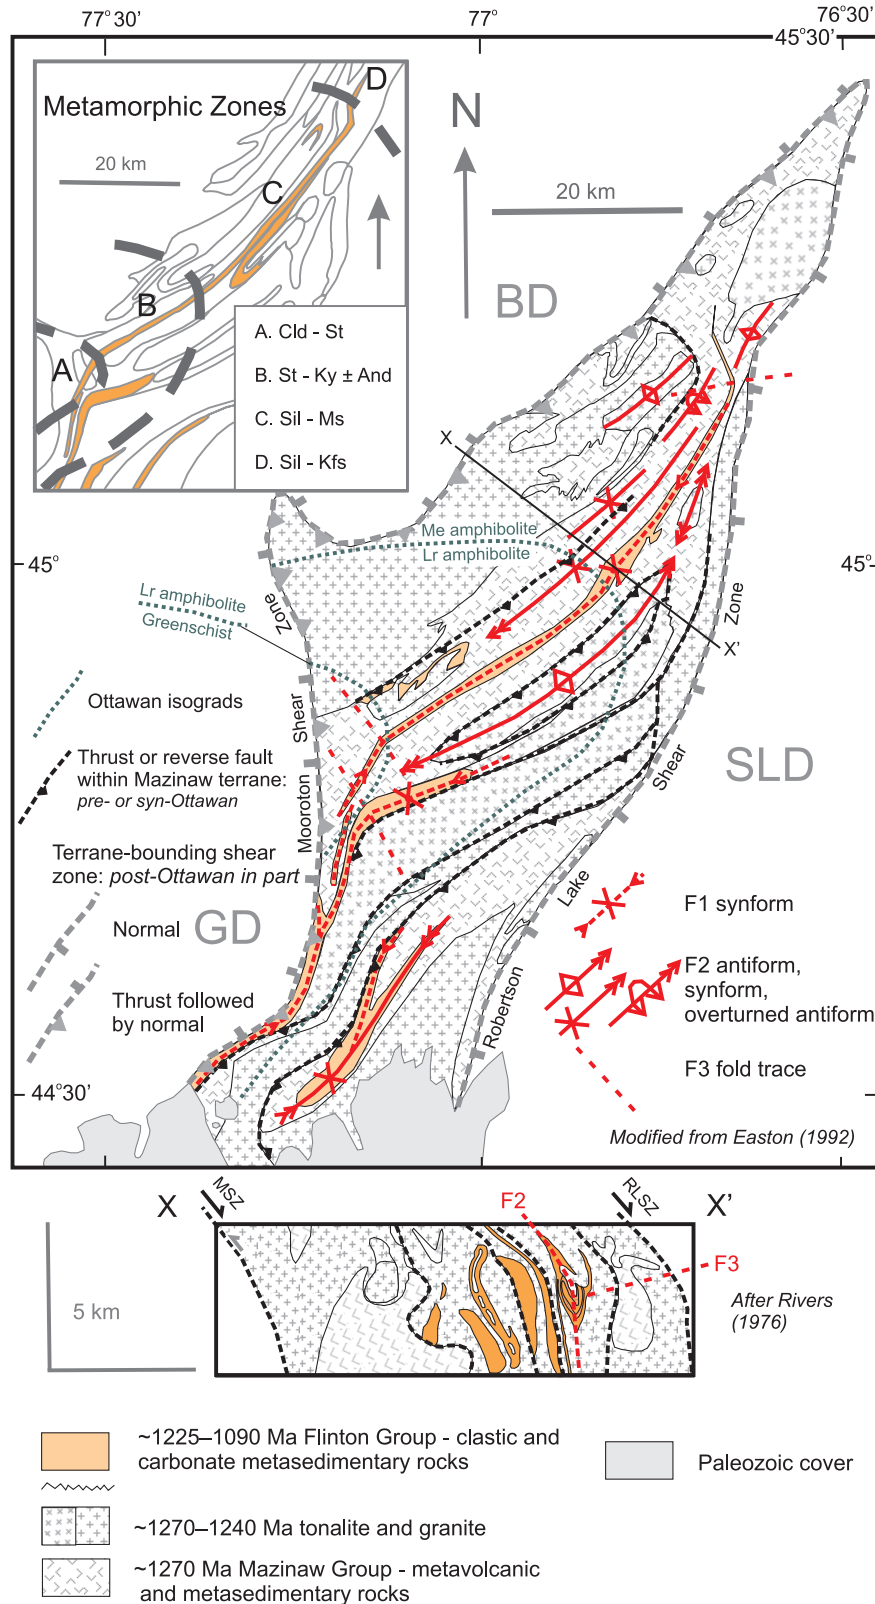 77°30'
77°
76°30'
45°30'
Metamorphic Zones
20 km
D
C
B
A
A. Cld - St
B. St - Ky ± And
C. Sil - Ms
D. Sil - Kfs
N
20 km
BD
X
Me amphibolite
Lr amphibolite
45°
45°
Lr amphibolite
Greenschist
Zone
Zone
X'
Ottawan isograds
Shear
Thrust or reverse fault
within Mazinaw terrane:
pre- or syn-Ottawan
Shear
SLD
Mooroton
Terrane-bounding shear
zone: post-Ottawan in part
Lake
GD
Normal
F1 synform
Thrust followed
by normal
Robertson
F2 antiform,
synform,
overturned antiform
F3 fold trace
44°30'
Modified from Easton (1992)
X
MSZ
F2
RLSZ
X'
F3
5 km
After Rivers
(1976)
~1225–1090 Ma Flinton Group - clastic and
carbonate metasedimentary rocks
Paleozoic cover
~1270–1240 Ma tonalite and granite
~1270 Ma Mazinaw Group - metavolcanic
and metasedimentary rocks